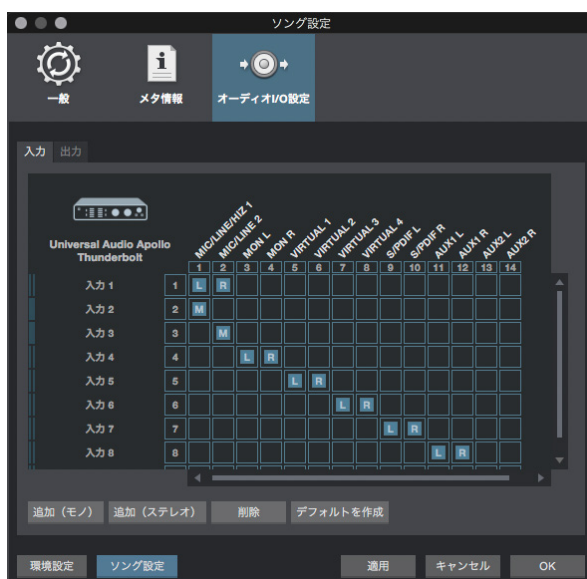 ソング設定
一般
メタ情報
オーディオI/O設定
入力
出力
Universal Audio Apollo
Thunderbolt
MIC/LINE/HIZ 1
MIC/LINE 2
MON L
MON R
VIRTUAL 1
VIRTUAL 2
VIRTUAL 3
VIRTUAL 4
S/PDIF L
S/PDIF R
AUX1 L
AUX1 R
AUX2 L
AUX2 R
1 2 3 4 5 6 7 8 9 10 11 12 13 14
入力 1 1 L R
入力 2 2 M
入力 3 3 M
入力 4 4 L R
入力 5 5 L R
入力 6 6 L R
入力 7 7 L R
入力 8 8 L R
追加（モノ） 追加（ステレオ） 削除 デフォルトを作成
環境設定 ソング設定 適用 キャンセル OK